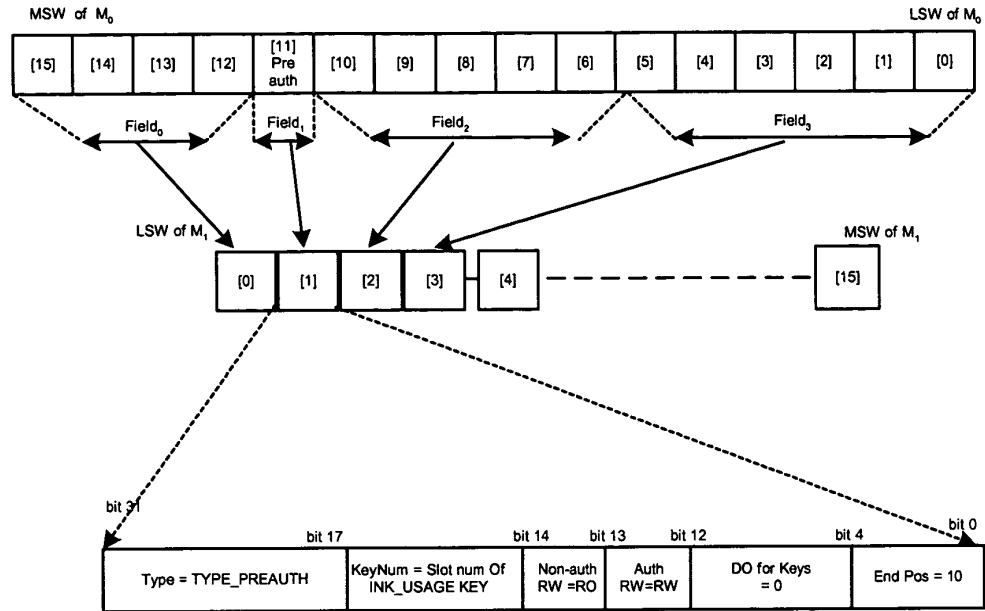 MSW of M0
LSW of M0
[15] [14] [13] [12] [11] Pre auth [10] [9] [8] [7] [6] [5] [4] [3] [2] [1] [0]
Field0 Field1 Field2 Field3
LSW of M1
MSW of M1
[0] [1] [2] [3] [4] [15]
bit 31 bit 17 bit 14 bit 13 bit 12 bit 4 bit 0
Type = TYPE_PREAUTH
KeyNum = Slot num Of
INK_USAGE KEY
Non-auth
RW =RO
Auth
RW=RW
DO for Keys
= 0
End Pos = 10